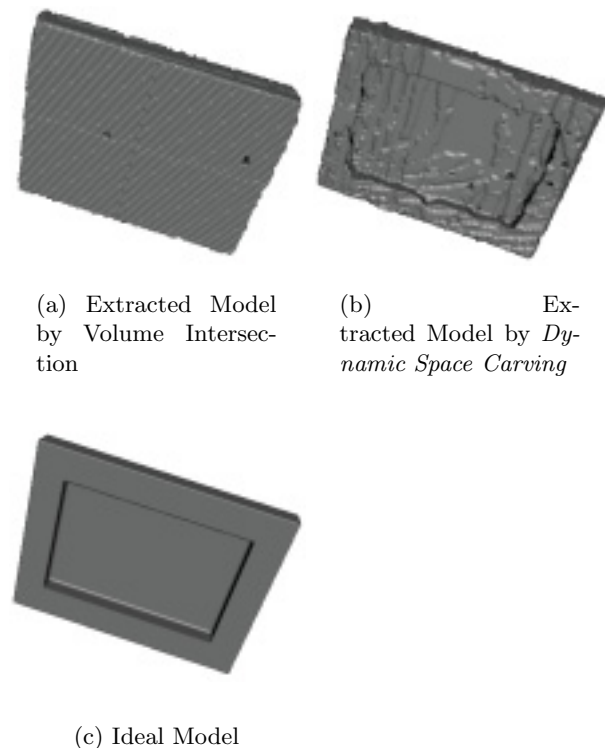 (a) Extracted Model
by Volume Intersec-
tion
(b) Ex-
tracted Model by Dy-
namic Space Carving
(c) Ideal Model